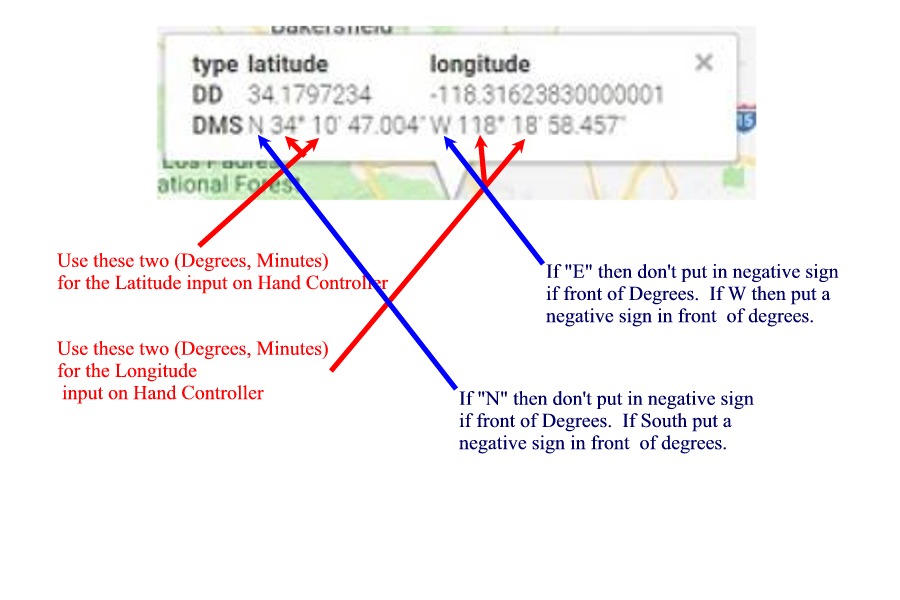 Bakersfield
type latitude longitude
DD 34.1797234 -118.31623830000001
DMS N 34° 10' 47.004" W 118° 18' 58.457"
15
Los Padres
ational Forest
Use these two (Degrees, Minutes)
for the Latitude input on Hand Controller
If "E" then don't put in negative sign
if front of Degrees. If W then put a
negative sign in front of degrees.
Use these two (Degrees, Minutes)
for the Longitude
input on Hand Controller
If "N" then don't put in negative sign
if front of Degrees. If South put a
negative sign in front of degrees.